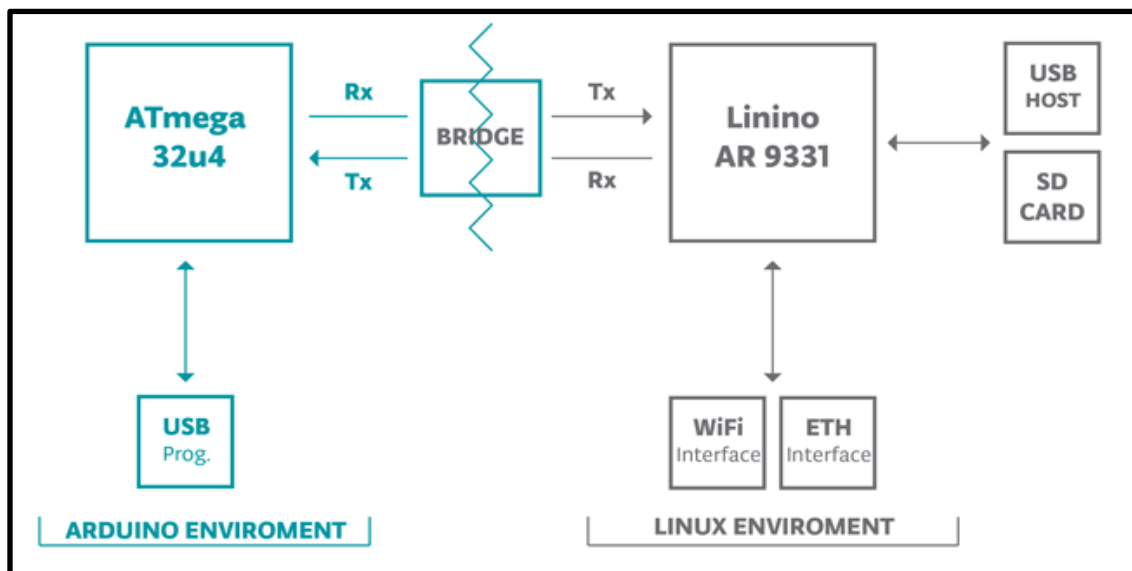 ATmega
32u4
Rx
Tx
BRIDGE
Tx
Rx
Linino
AR 9331
USB
HOST
SD
CARD
USB
Prog.
WiFi
Interface
ETH
Interface
ARDUINO ENVIROMENT
LINUX ENVIROMENT